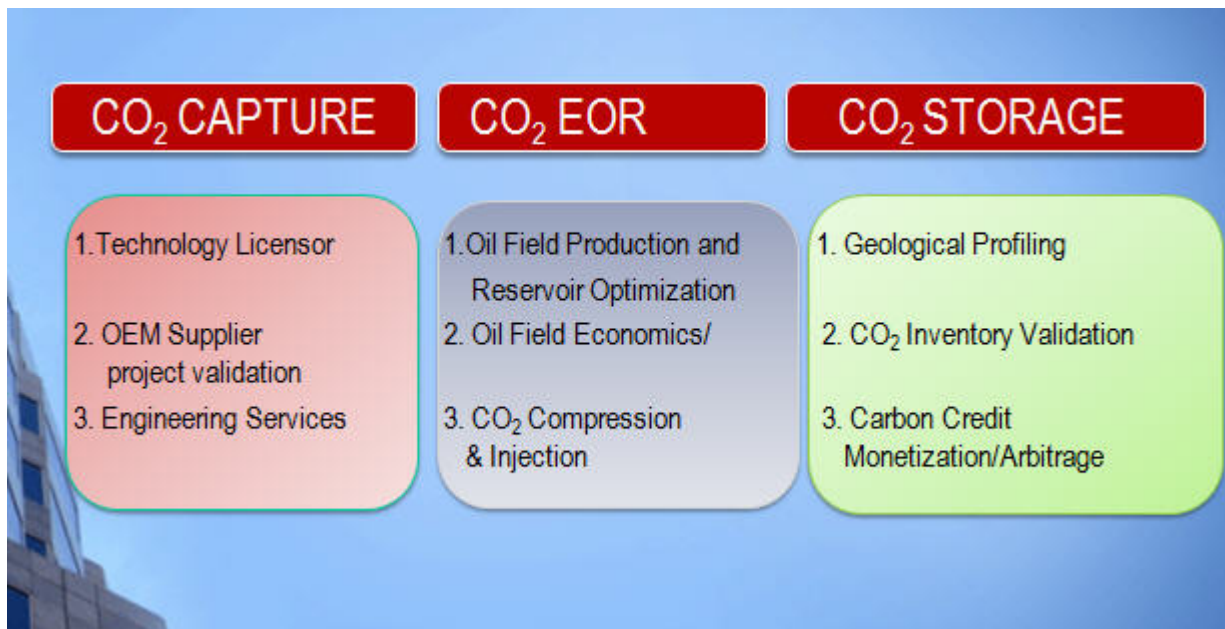 CO₂ CAPTURE
1.Technology Licensor
2. OEM Supplier
project validation
3. Engineering Services
CO₂ EOR
1.Oil Field Production and
Reservoir Optimization
2. Oil Field Economics/
3. CO₂ Compression
& Injection
CO₂ STORAGE
1. Geological Profiling
2. CO₂ Inventory Validation
3. Carbon Credit
Monetization/Arbitrage